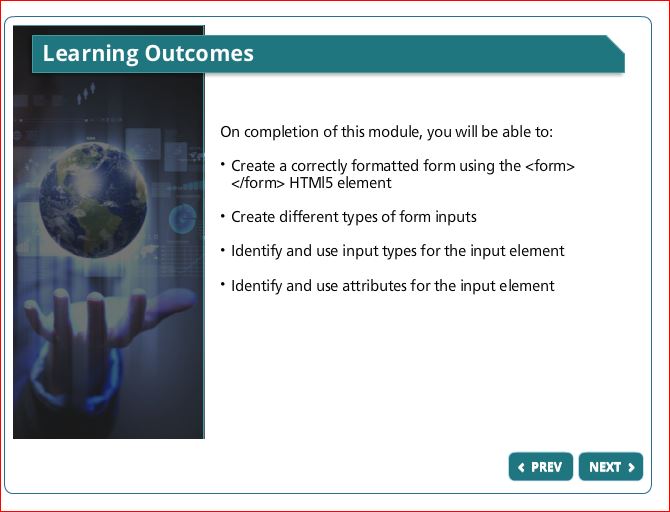 Learning Outcomes
On completion of this module, you will be able to:
• Create a correctly formatted form using the <form>
</form> HTMl5 element
• Create different types of form inputs
• Identify and use input types for the input element
• Identify and use attributes for the input element
PREV
NEXT